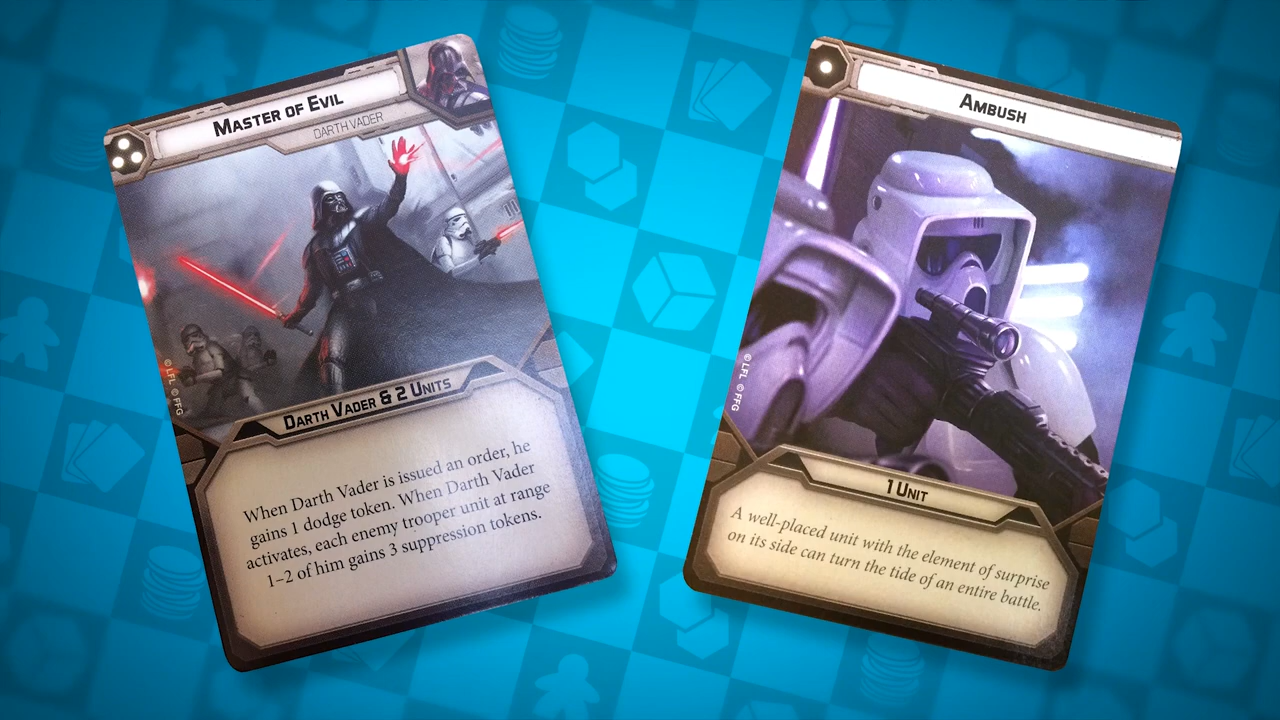 Master of Evil
DARTH VADER
© LFL © FFG
Darth Vader & 2 Units
When Darth Vader is issued an order, he
gains 1 dodge token. When Darth Vader
activates, each enemy trooper unit at range
1–2 of him gains 3 suppression tokens.
Ambush
© LFL © FFG
1 Unit
A well-placed unit with the element of surprise
on its side can turn the tide of an entire battle.